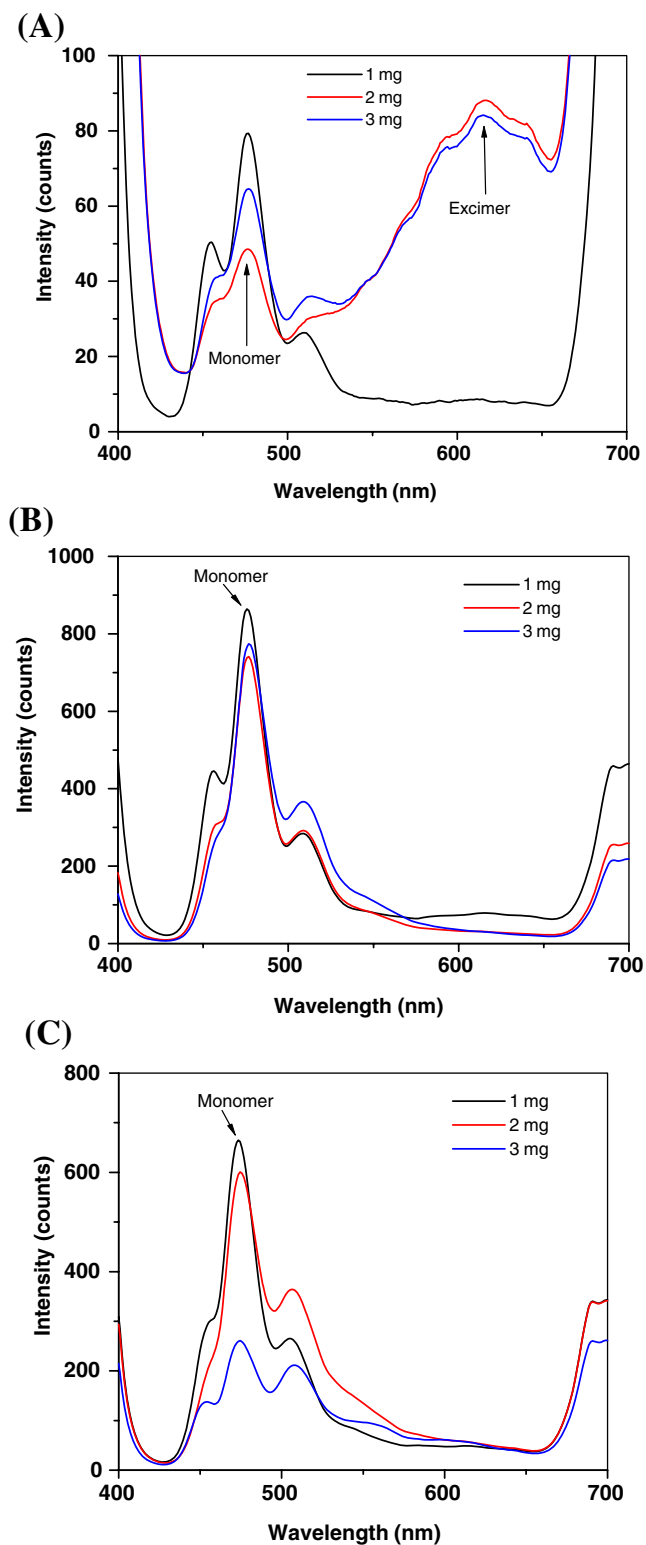 (A)
100
80
60
40
20
0
Intensity (counts)
1 mg
2 mg
3 mg
Monomer
Excimer
400
500
600
700
Wavelength (nm)
(B)
1000
800
600
400
200
0
Intensity (counts)
Monomer
1 mg
2 mg
3 mg
400
500
600
700
Wavelength (nm)
(C)
800
600
400
200
0
Intensity (counts)
Monomer
1 mg
2 mg
3 mg
400
500
600
700
Wavelength (nm)